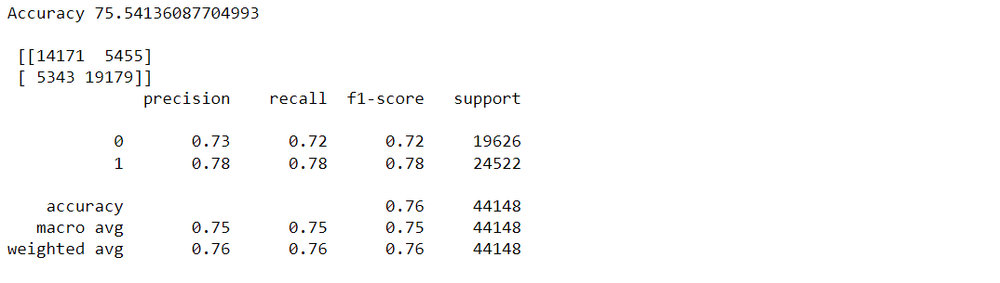 Accuracy 75.54136087704993
[[14171  5455]
[ 5343 19179]]
precision    recall  f1-score   support
0       0.73      0.72      0.72     19626
1       0.78      0.78      0.78     24522
accuracy                           0.76     44148
macro avg       0.75      0.75      0.75     44148
weighted avg       0.76      0.76      0.76     44148